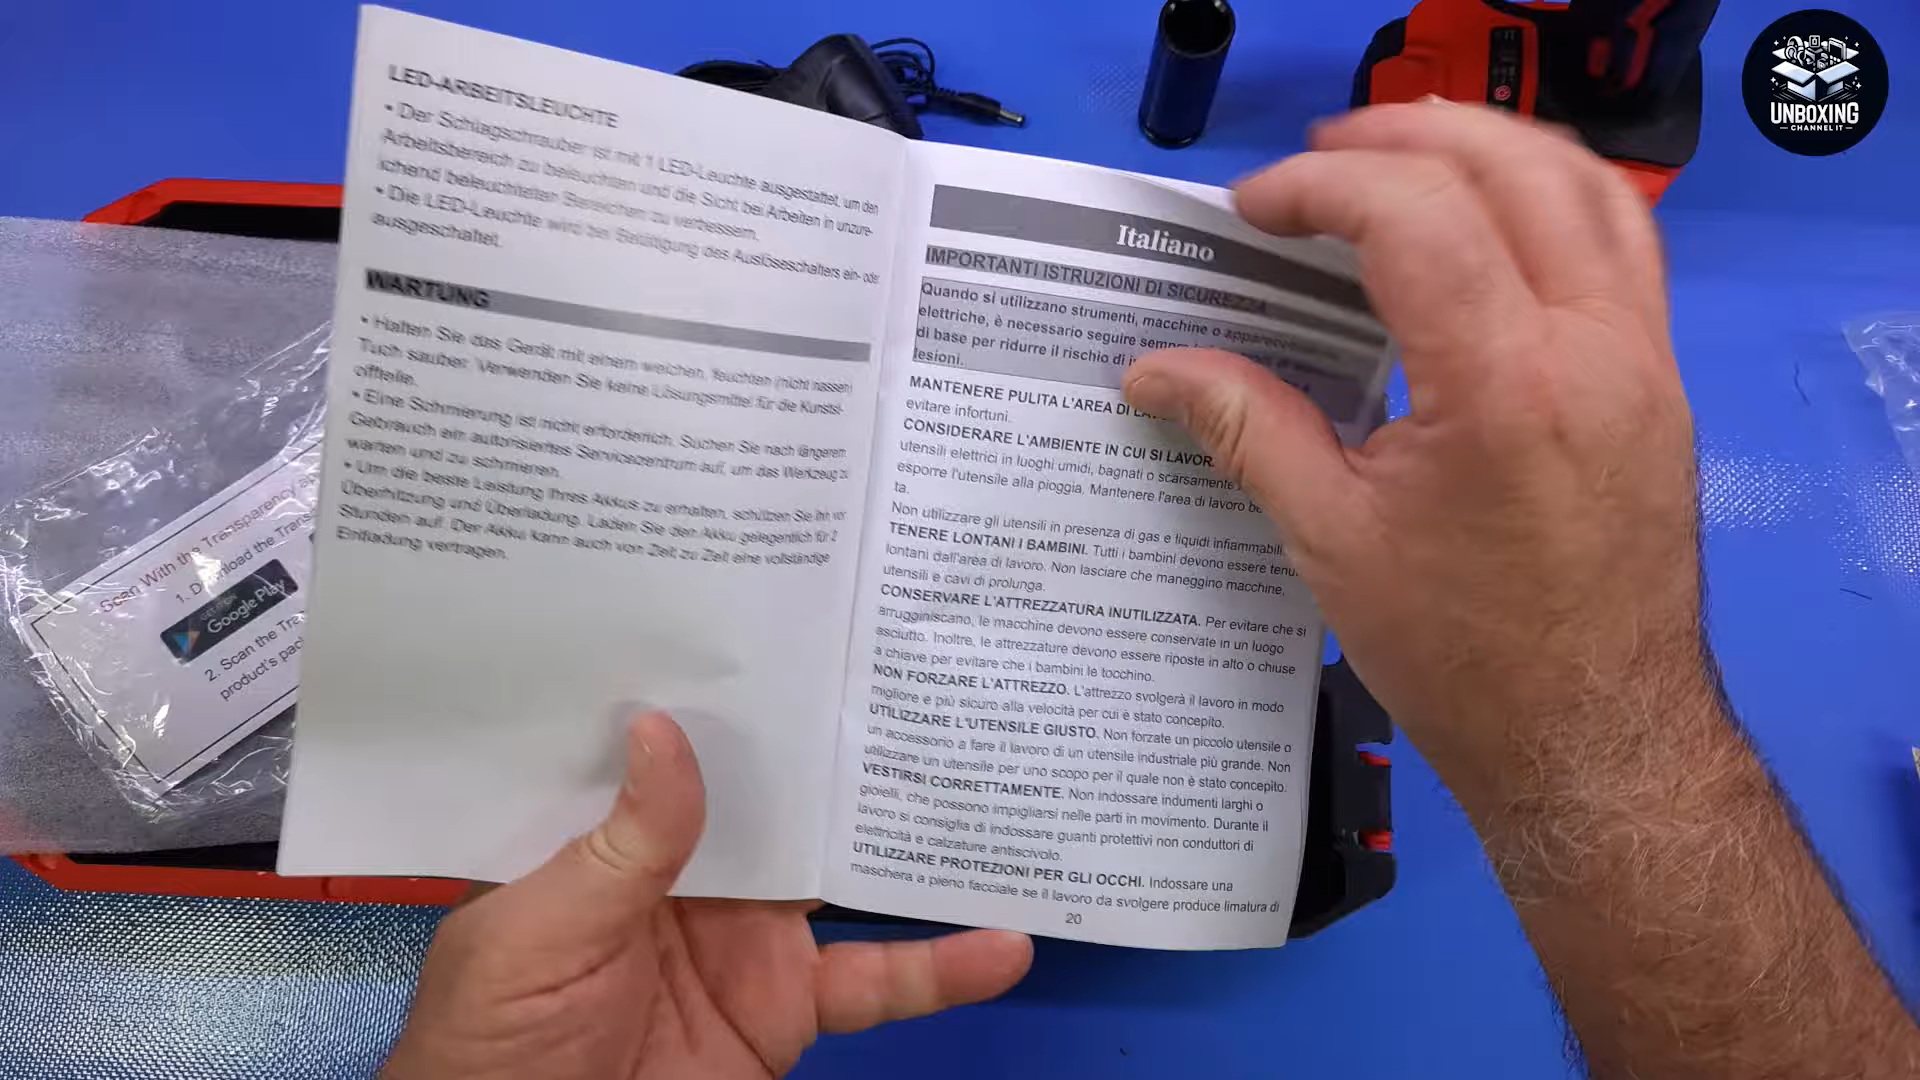 LED-ARBEITSLEUCHTE
• Der Schlagschrauber ist mit 1 LED-Leuchte ausgestattet, um den
Arbeitsbereich zu beleuchten und die Sicht bei Arbeiten in unzure-
ichend beleuchteten Bereichen zu verbessern.
• Die LED-Leuchte wird bei Betätigung des Auslöseschalters ein- oder
ausgeschaltet.
WARTUNG
• Halten Sie das Gerät mit einem weichen, feuchten (nicht nassen)
Tuch sauber. Verwenden Sie keine Lösungsmittel für die Kunsts-
offteile.
• Eine Schmierung ist nicht erforderlich. Suchen Sie nach längerem
Gebrauch ein autorisiertes Servicezentrum auf, um das Werkzeug zu
warten und zu schmieren.
• Um die beste Leistung Ihres Akkus zu erhalten, schützen Sie ihn vor
Überhitzung und Überladung. Laden Sie den Akku gelegentlich für 2
Stunden auf. Der Akku kann auch von Zeit zu Zeit eine vollständige
Entladung vertragen.
Italiano
IMPORTANTI ISTRUZIONI DI SICUREZZA
Quando si utilizzano strumenti, macchine o apparecc
elettriche, è necessario seguire semp
di base per ridurre il rischio di
lesioni.
MANTENERE PULITA L'AREA DI
evitare infortuni.
CONSIDERARE L'AMBIENTE IN CUI SI LAVOR
utensili elettrici in luoghi umidi, bagnati o scarsamente
esporre l'utensile alla pioggia. Mantenere l'area di lavoro be
ta.
Non utilizzare gli utensili in presenza di gas e liquidi infiammabili.
TENERE LONTANI I BAMBINI. Tutti i bambini devono essere tenu
lontani dall'area di lavoro. Non lasciare che maneggino macchine,
utensili e cavi di prolunga.
CONSERVARE L'ATTREZZATURA INUTILIZZATA. Per evitare che si
arrugginiscano, le macchine devono essere conservate in un luogo
asciutto. Inoltre, le attrezzature devono essere riposte in alto o chiuse
a chiave per evitare che i bambini le tocchino.
NON FORZARE L'ATTREZZO. L'attrezzo svolgerà il lavoro in modo
migliore e più sicuro alla velocità per cui è stato concepito.
UTILIZZARE L'UTENSILE GIUSTO. Non forzate un piccolo utensile o
un accessorio a fare il lavoro di un utensile industriale più grande. Non
utilizzare un utensile per uno scopo per il quale non è stato concepito.
VESTIRSI CORRETTAMENTE. Non indossare indumenti larghi o
gioielli, che possono impigliarsi nelle parti in movimento. Durante il
lavoro si consiglia di indossare guanti protettivi non conduttori di
elettricità e calzature antiscivolo.
UTILIZZARE PROTEZIONI PER GLI OCCHI. Indossare una
maschera a pieno facciale se il lavoro da svolgere produce limatura di
20
Scan With the Transparency
1. Download the Trans
GET IT ON
Google Play
2. Scan the Tra
product's pac
UNBOXING
CHANNEL IT